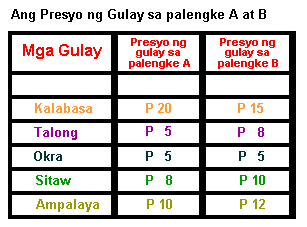 Ang Presyo ng Gulay sa palengke A at B
Mga Gulay Presyo ng gulay sa palengke A Presyo ng gulay sa palengke B
Kalabasa P 20 P 15
Talong P 5 P 8
Okra P 5 P 5
Sitaw P 8 P 10
Ampalaya P 10 P 12